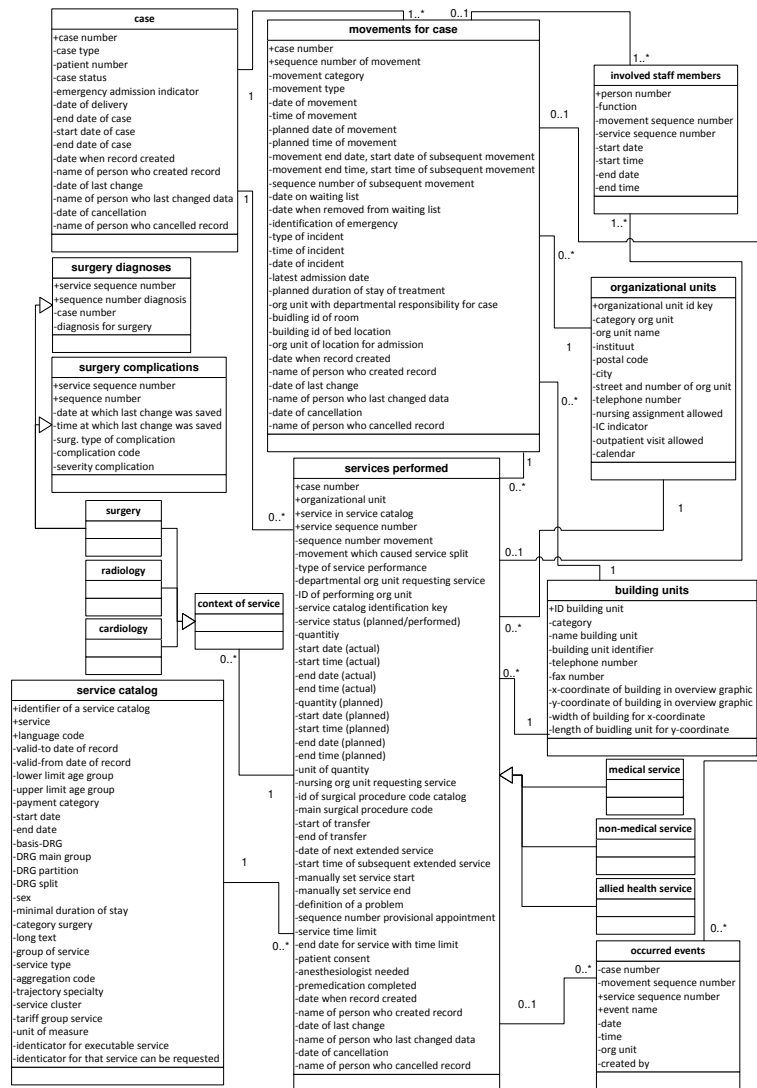 case
+case number
-case type
-patient number
-case status
-emergency admission indicator
-date of delivery
-end date of case
-start date of case
-end date of case
-date when record created
-name of person who created record
-date of last change
-name of person who last changed data
-date of cancellation
-name of person who cancelled record
1
1
1..*
0..1
movements for case
+case number
+sequence number of movement
-movement category
-movement type
-date of movement
-time of movement
-planned date of movement
-planned time of movement
-movement end date, start date of subsequent movement
-movement end time, start time of subsequent movement
-sequence number of subsequent movement
-date on waiting list
-date when removed from waiting list
-identification of emergency
-type of incident
-time of incident
-date of incident
-latest admission date
-planned duration of stay of treatment
-org unit with departmental responsibility for case
-buidling id of room
-building id of bed location
-org unit of location for admission
-date when record created
-name of person who created record
-date of last change
-name of person who last changed data
-date of cancellation
-name of person who cancelled record
1..*
involved staff members
+person number
-function
-movement sequence number
-service sequence number
-start date
-start time
-end date
-end time
0..1
1..*
0..*
1
0..*
surgery diagnoses
+service sequence number
+sequence number diagnosis
-case number
-diagnosis for surgery
surgery complications
+service sequence number
+sequence number
-date at which last change was saved
-time at which last change was saved
-surg. type of complication
-complication code
-severity complication
organizational units
+organizational unit id key
-category org unit
-org unit name
-instituut
-postal code
-city
-street and number of org unit
-telephone number
-nursing assignment allowed
-IC indicator
-outpatient visit allowed
-calendar
1
surgery
radiology
cardiology
context of service
0..*
0..*
1
0..*
services performed
+case number
+organizational unit
+service in service catalog
+service sequence number
-sequence number movement
-movement which caused service split
-type of service performance
-departmental org unit requesting service
-ID of performing org unit
-service catalog identification key
-service status (planned/performed)
-quantitiy
-start date (actual)
-start time (actual)
-end date (actual)
-end time (actual)
-quantity (planned)
-start date (planned)
-start time (planned)
-end date (planned)
-end time (planned)
-unit of quantity
-nursing org unit requesting service
-id of surgical procedure code catalog
-main surgical procedure code
-start of transfer
-end of transfer
-date of next extended service
-start time of subsequent extended service
-manually set service start
-manually set service end
-definition of a problem
-sequence number provisional appointment
-service time limit
-end date for service with time limit
-patient consent
-anesthesiologist needed
-premedication completed
-date when record created
-name of person who created record
-date of last change
-name of person who last changed data
-date of cancellation
-name of person who cancelled record
0..1
1
0..*
0..*
1
building units
+ID building unit
-category
-name building unit
-building unit identifier
-telephone number
-fax number
-x-coordinate of building in overview graphic
-y-coordinate of building in overview graphic
-width of building for x-coordinate
-length of buidling unit for y-coordinate
service catalog
+identifier of a service catalog
+service
+language code
-valid-to date of record
-valid-from date of record
-lower limit age group
-upper limit age group
-payment category
-start date
-end date
-basis-DRG
-DRG main group
-DRG partition
-DRG split
-sex
-minimal duration of stay
-category surgery
-long text
-group of service
-service type
-aggregation code
-trajectory specialty
-service cluster
-tariff group service
-unit of measure
-identicator for executable service
-identicator for that service can be requested
1
1
0..*
medical service
non-medical service
allied health service
0..*
0..*
0..1
occurred events
-case number
-movement sequence number
+service sequence number
+event name
-date
-time
-org unit
-created by